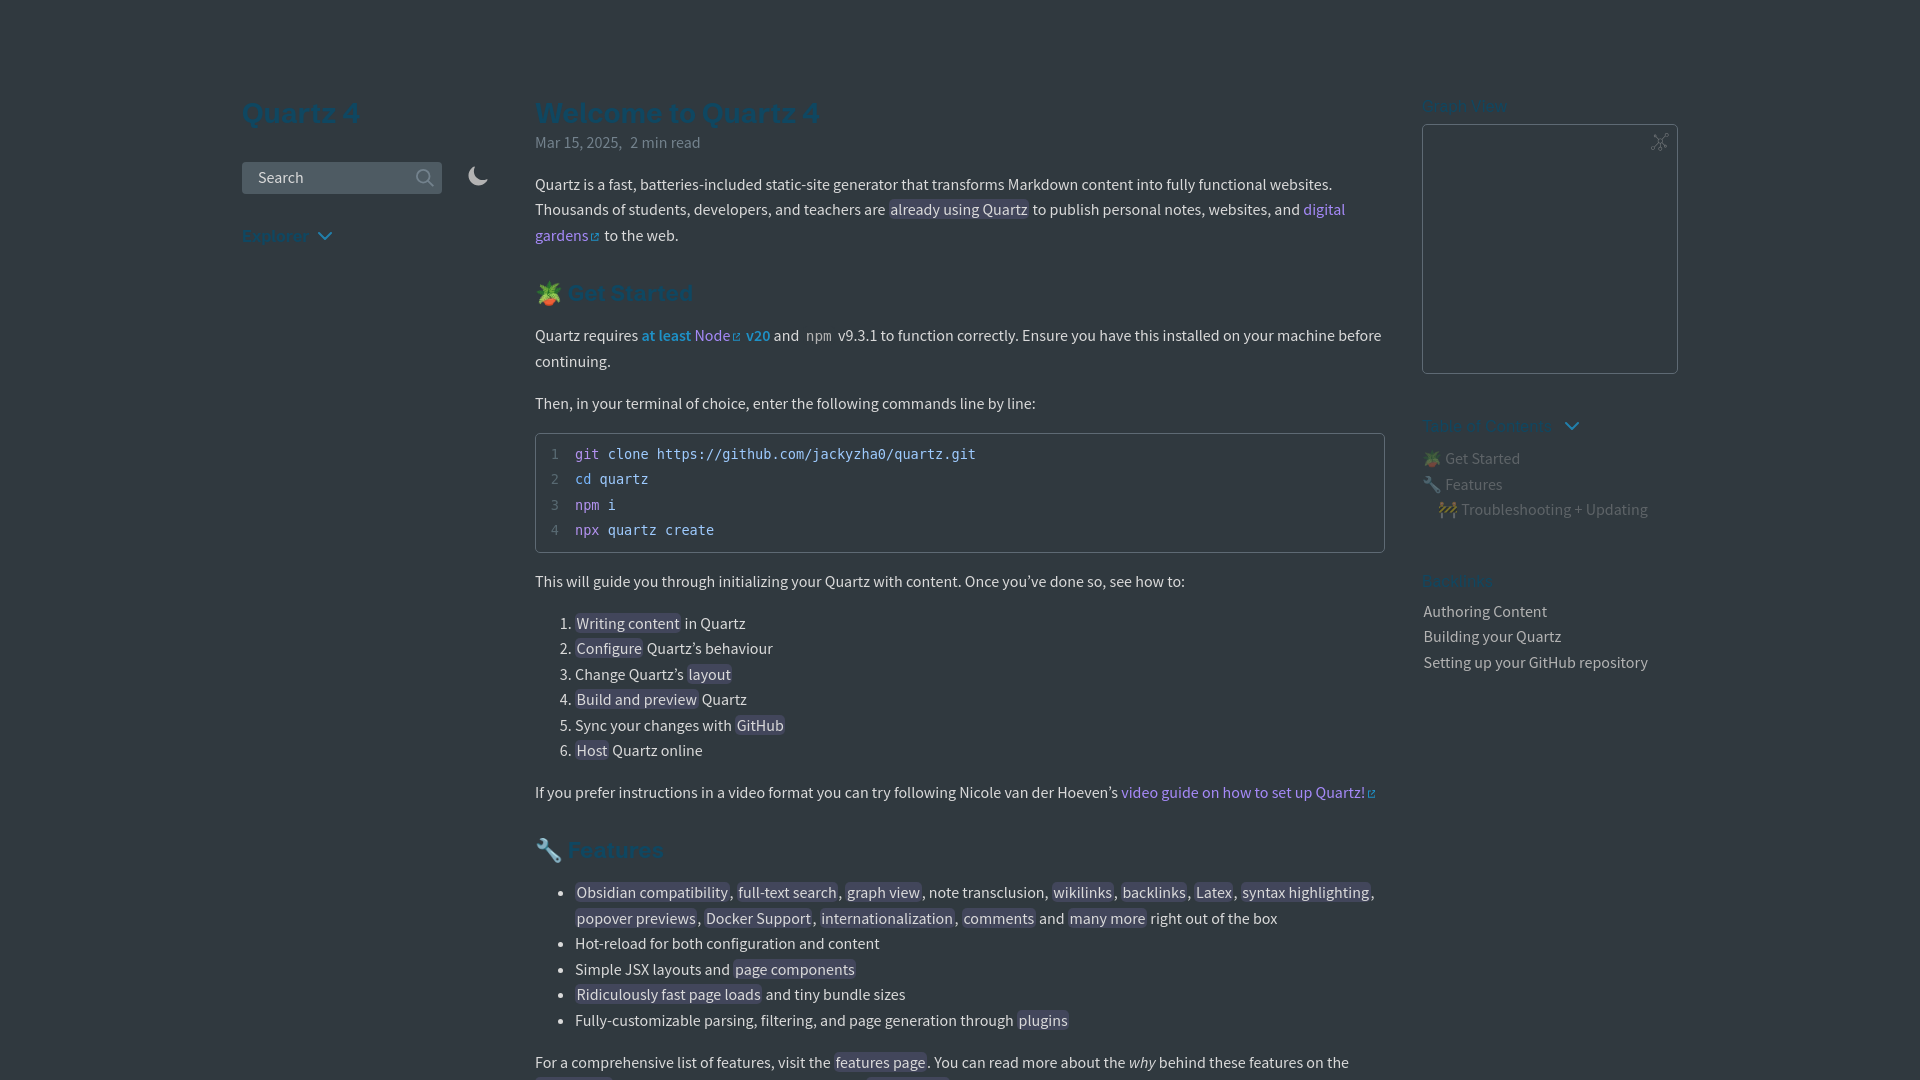 Quartz 4
Search
Explorer
Welcome to Quartz 4
Mar 15, 2025, 2 min read
Quartz is a fast, batteries-included static-site generator that transforms Markdown content into fully functional websites.
Thousands of students, developers, and teachers are already using Quartz to publish personal notes, websites, and digital
gardens to the web.
🪴 Get Started
Quartz requires at least Node v20 and npm v9.3.1 to function correctly. Ensure you have this installed on your machine before
continuing.
Then, in your terminal of choice, enter the following commands line by line:
1 git clone https://github.com/jackyzha0/quartz.git
2 cd quartz
3 npm i
4 npx quartz create
This will guide you through initializing your Quartz with content. Once you’ve done so, see how to:
1. Writing content in Quartz
2. Configure Quartz’s behaviour
3. Change Quartz’s layout
4. Build and preview Quartz
5. Sync your changes with GitHub
6. Host Quartz online
If you prefer instructions in a video format you can try following Nicole van der Hoeven’s video guide on how to set up Quartz!
🔧 Features
• Obsidian compatibility, full-text search, graph view, note transclusion, wikilinks, backlinks, Latex, syntax highlighting,
popover previews, Docker Support, internationalization, comments and many more right out of the box
• Hot-reload for both configuration and content
• Simple JSX layouts and page components
• Ridiculously fast page loads and tiny bundle sizes
• Fully-customizable parsing, filtering, and page generation through plugins
For a comprehensive list of features, visit the features page. You can read more about the why behind these features on the
Graph View
Table of Contents
🪴 Get Started
🔧 Features
🚧 Troubleshooting + Updating
Backlinks
Authoring Content
Building your Quartz
Setting up your GitHub repository